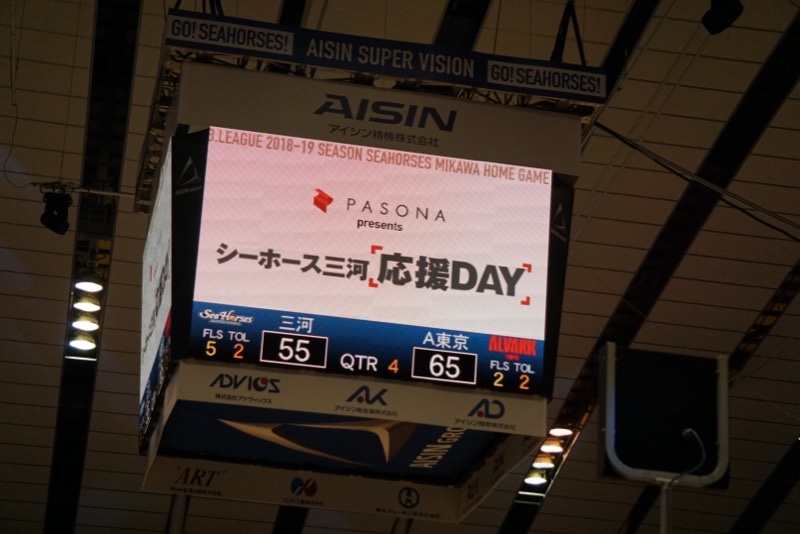 GO! SEAHORSES!
AISIN SUPER VISION
GO! SEAHORSES!
AISIN
アイシン精機株式会社
B.LEAGUE 2018-19 SEASON SEAHORSES MIKAWA HOME GAME
PASONA
presents
シーホース三河「応援DAY」
SeaHorses
三河
A東京
ALVARK
FLS TOL
5 2
55
QTR 4
65
FLS TOL
2 2
ADVICS
株式会社アドヴィックス
AK
AD
AISIN GRO
ART